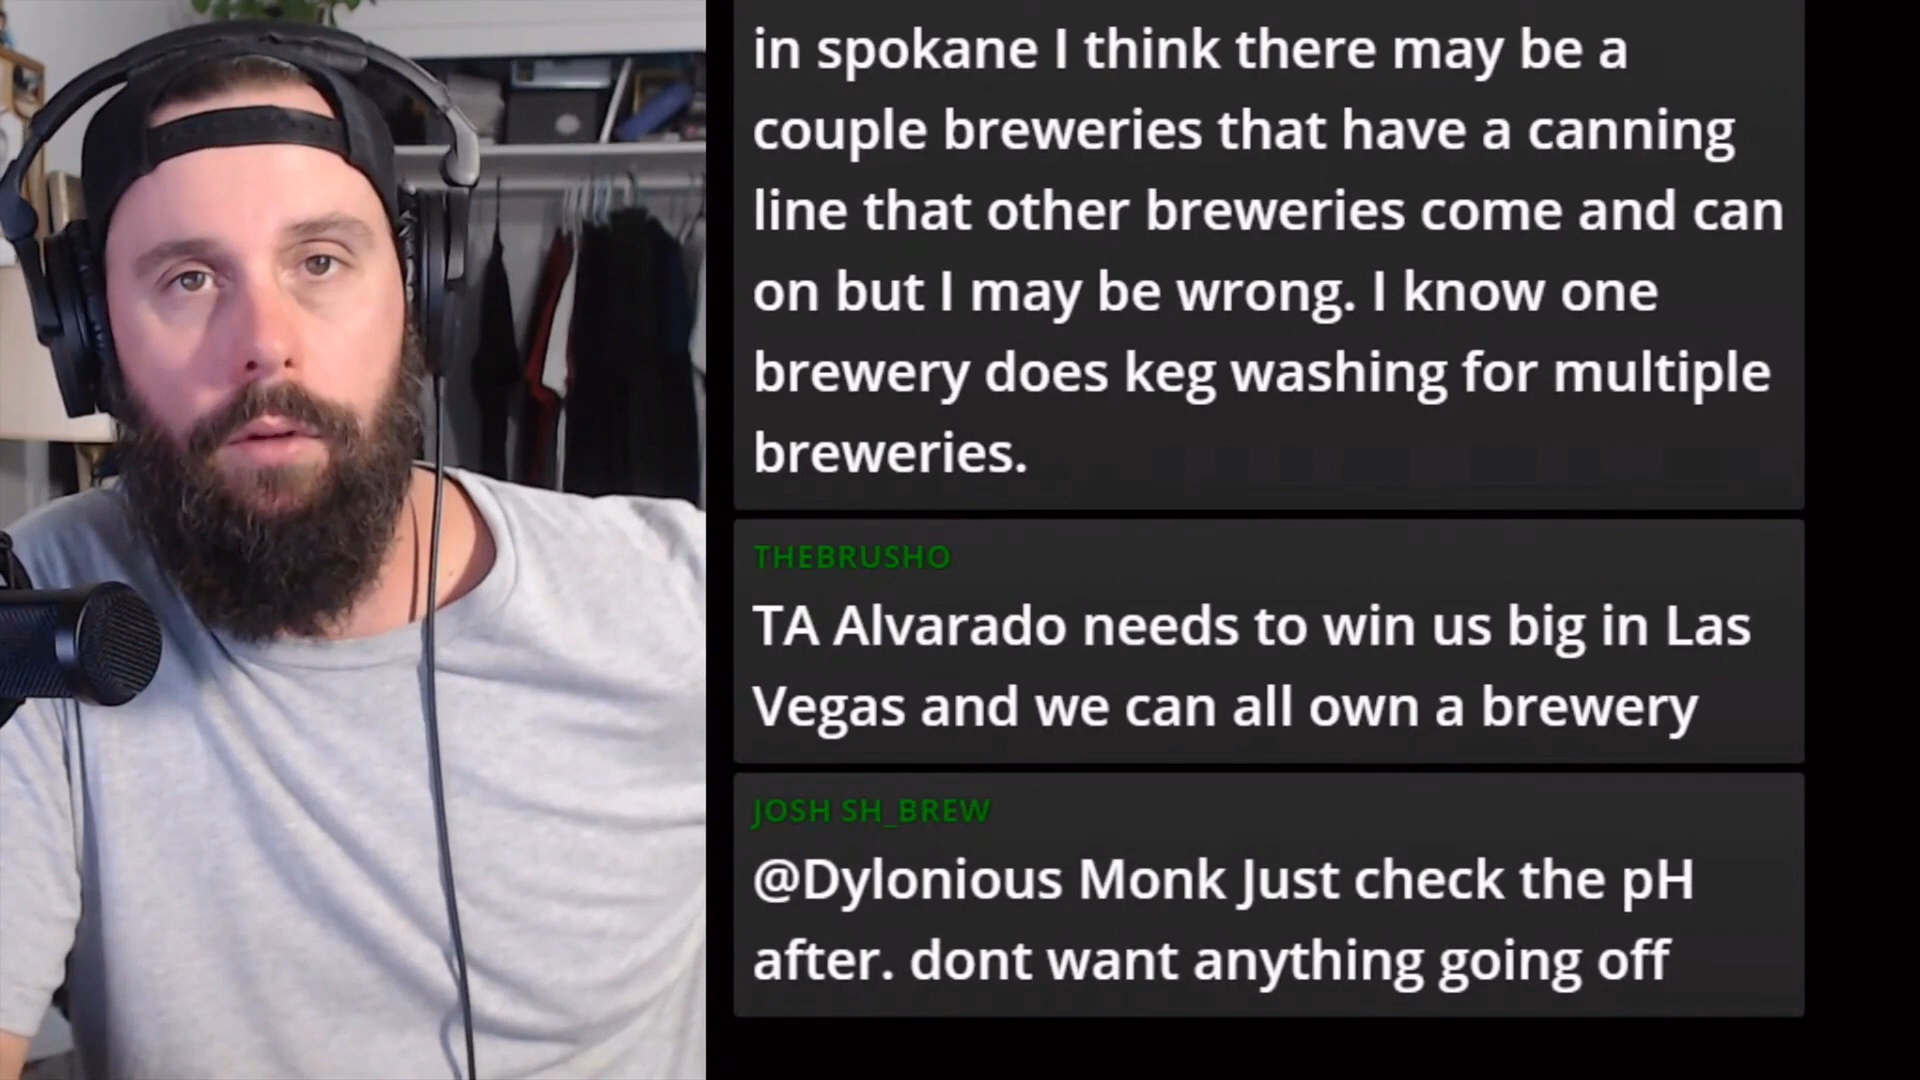 in spokane I think there may be a
couple breweries that have a canning
line that other breweries come and can
on but I may be wrong. I know one
brewery does keg washing for multiple
breweries.
THEBRUSHO
TA Alvarado needs to win us big in Las
Vegas and we can all own a brewery
JOSH SH_BREW
@Dylonious Monk Just check the pH
after. dont want anything going off